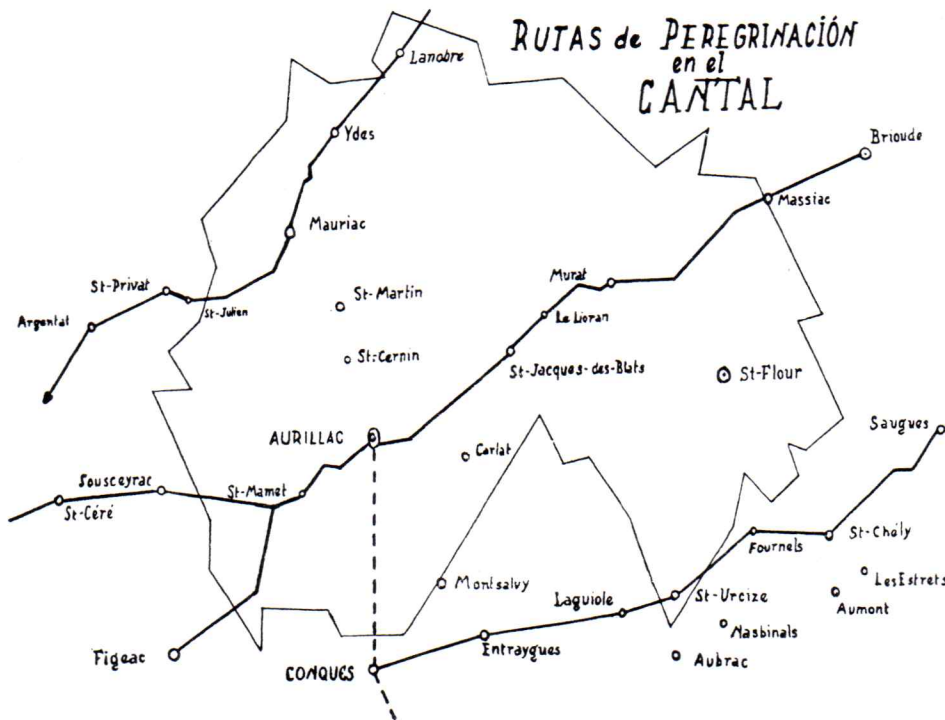 RUTAS de PEREGRINACIÓN
en el
CANTAL
Lanobre
Ydes
Brioude
Massiac
Mauriac
Murat
St-Privat
St-Julien
St-Martin
Le Lioran
Argentat
St-Cernin
St-Jacques-des-Blats
St-Flour
AURILLAC
Carlat
Saugues
Sousceyrac
St-Mamet
St-Céré
St-Chély
Fournels
Les Estrets
Montsalvy
Laguiole
St-Urcize
Aumont
Nasbinals
Figeac
Entraygues
Aubrac
CONQUES